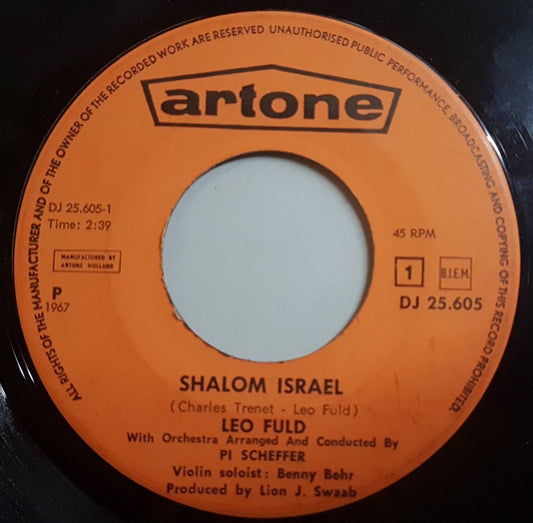 ALL RIGHTS OF THE MANUFACTURER AND OF THE OWNER OF THE RECORDED WORK ARE RESERVED UNAUTHORISED PUBLIC PERFORMANCE, BROADCASTING AND COPYING OF THIS RECORD PROHIBITED.
artone
DJ 25.605-1
Time: 2:39
45 RPM
MANUFACTURED BY
ARTONE HOLLAND
1
B.I.E.M.
P
1967
DJ 25.605
SHALOM ISRAEL
(Charles Trenet - Leo Fuld)
LEO FULD
With Orchestra Arranged And Conducted By
PI SCHEFFER
Violin soloist: Benny Behr
Produced by Lion J. Swaab